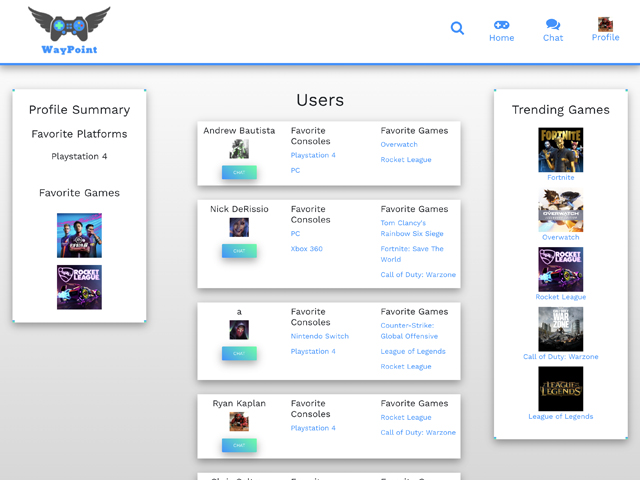 WayPoint
Home
Chat
Profile
Profile Summary
Favorite Platforms
Playstation 4
Favorite Games
ROCKET
LEAGUE
Users
Andrew Bautista
CHAT
Favorite
Consoles
Playstation 4
PC
Favorite Games
Overwatch
Rocket League
Nick DeRissio
CHAT
Favorite
Consoles
PC
Xbox 360
Favorite Games
Tom Clancy's
Rainbow Six Siege
Fortnite: Save The
World
Call of Duty: Warzone
a
CHAT
Favorite
Consoles
Nintendo Switch
Playstation 4
Favorite Games
Counter-Strike:
Global Offensive
League of Legends
Rocket League
Ryan Kaplan
CHAT
Favorite
Consoles
Playstation 4
Favorite Games
Rocket League
Call of Duty: Warzone
Trending Games
FORTNITE
Fortnite
OVERWATCH
Overwatch
ROCKET
LEAGUE
Rocket League
WAR
ZONE
Call of Duty: Warzone
LEAGUE
LEGENDS
League of Legends